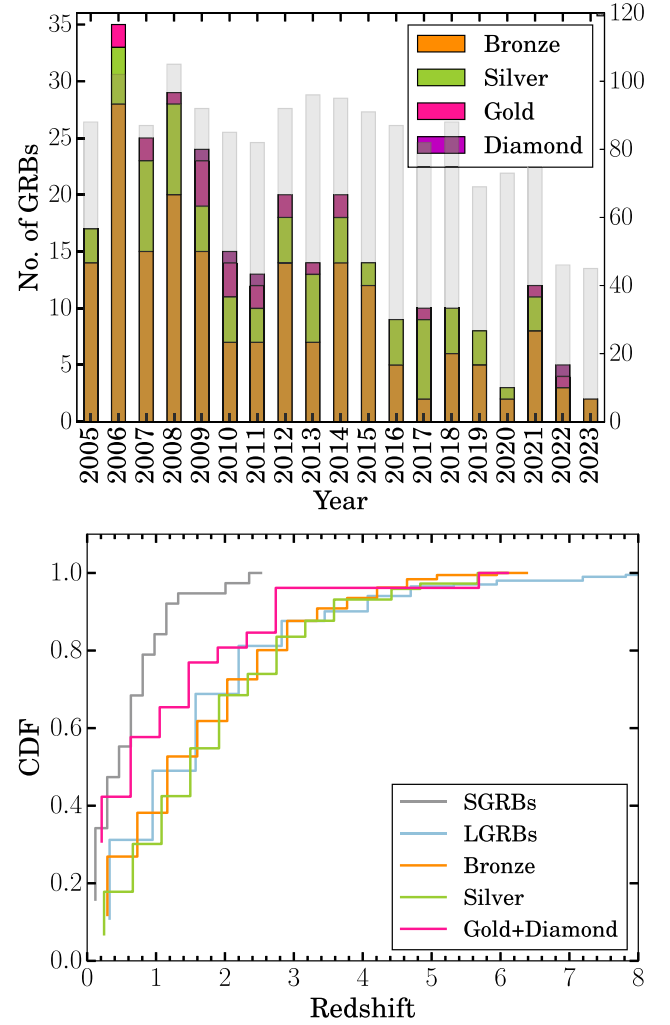 35
30
25
20
15
10
5
0
No. of GRBs
120
100
80
60
40
20
0
Bronze
Silver
Gold
Diamond
2005 2006 2007 2008 2009 2010 2011 2012 2013 2014 2015 2016 2017 2018 2019 2020 2021 2022 2023
Year
1.0
0.8
0.6
0.4
0.2
0.0
CDF
SGRBs
LGRBs
Bronze
Silver
Gold+Diamond
0 1 2 3 4 5 6 7 8
Redshift